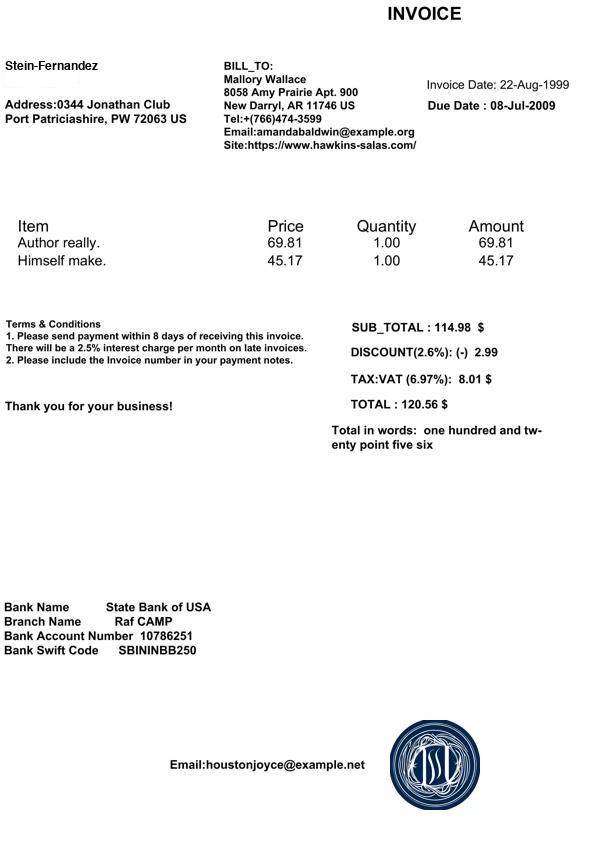 INVOICE
Stein-Fernandez
Address:0344 Jonathan Club
Port Patriciashire, PW 72063 US
BILL_TO:
Mallory Wallace
8058 Amy Prairie Apt. 900
New Darryl, AR 11746 US
Tel:+(766)474-3599
Email:amandabaldwin@example.org
Site:https://www.hawkins-salas.com/
Invoice Date: 22-Aug-1999
Due Date : 08-Jul-2009
Item Price Quantity Amount
Author really. 69.81 1.00 69.81
Himself make. 45.17 1.00 45.17
Terms & Conditions
1. Please send payment within 8 days of receiving this invoice.
There will be a 2.5% interest charge per month on late invoices.
2. Please include the Invoice number in your payment notes.
Thank you for your business!
SUB_TOTAL : 114.98 $
DISCOUNT(2.6%): (-) 2.99
TAX:VAT (6.97%): 8.01 $
TOTAL : 120.56 $
Total in words: one hundred and tw-
enty point five six
Bank Name State Bank of USA
Branch Name Raf CAMP
Bank Account Number 10786251
Bank Swift Code SBININBB250
Email:houstonjoyce@example.net